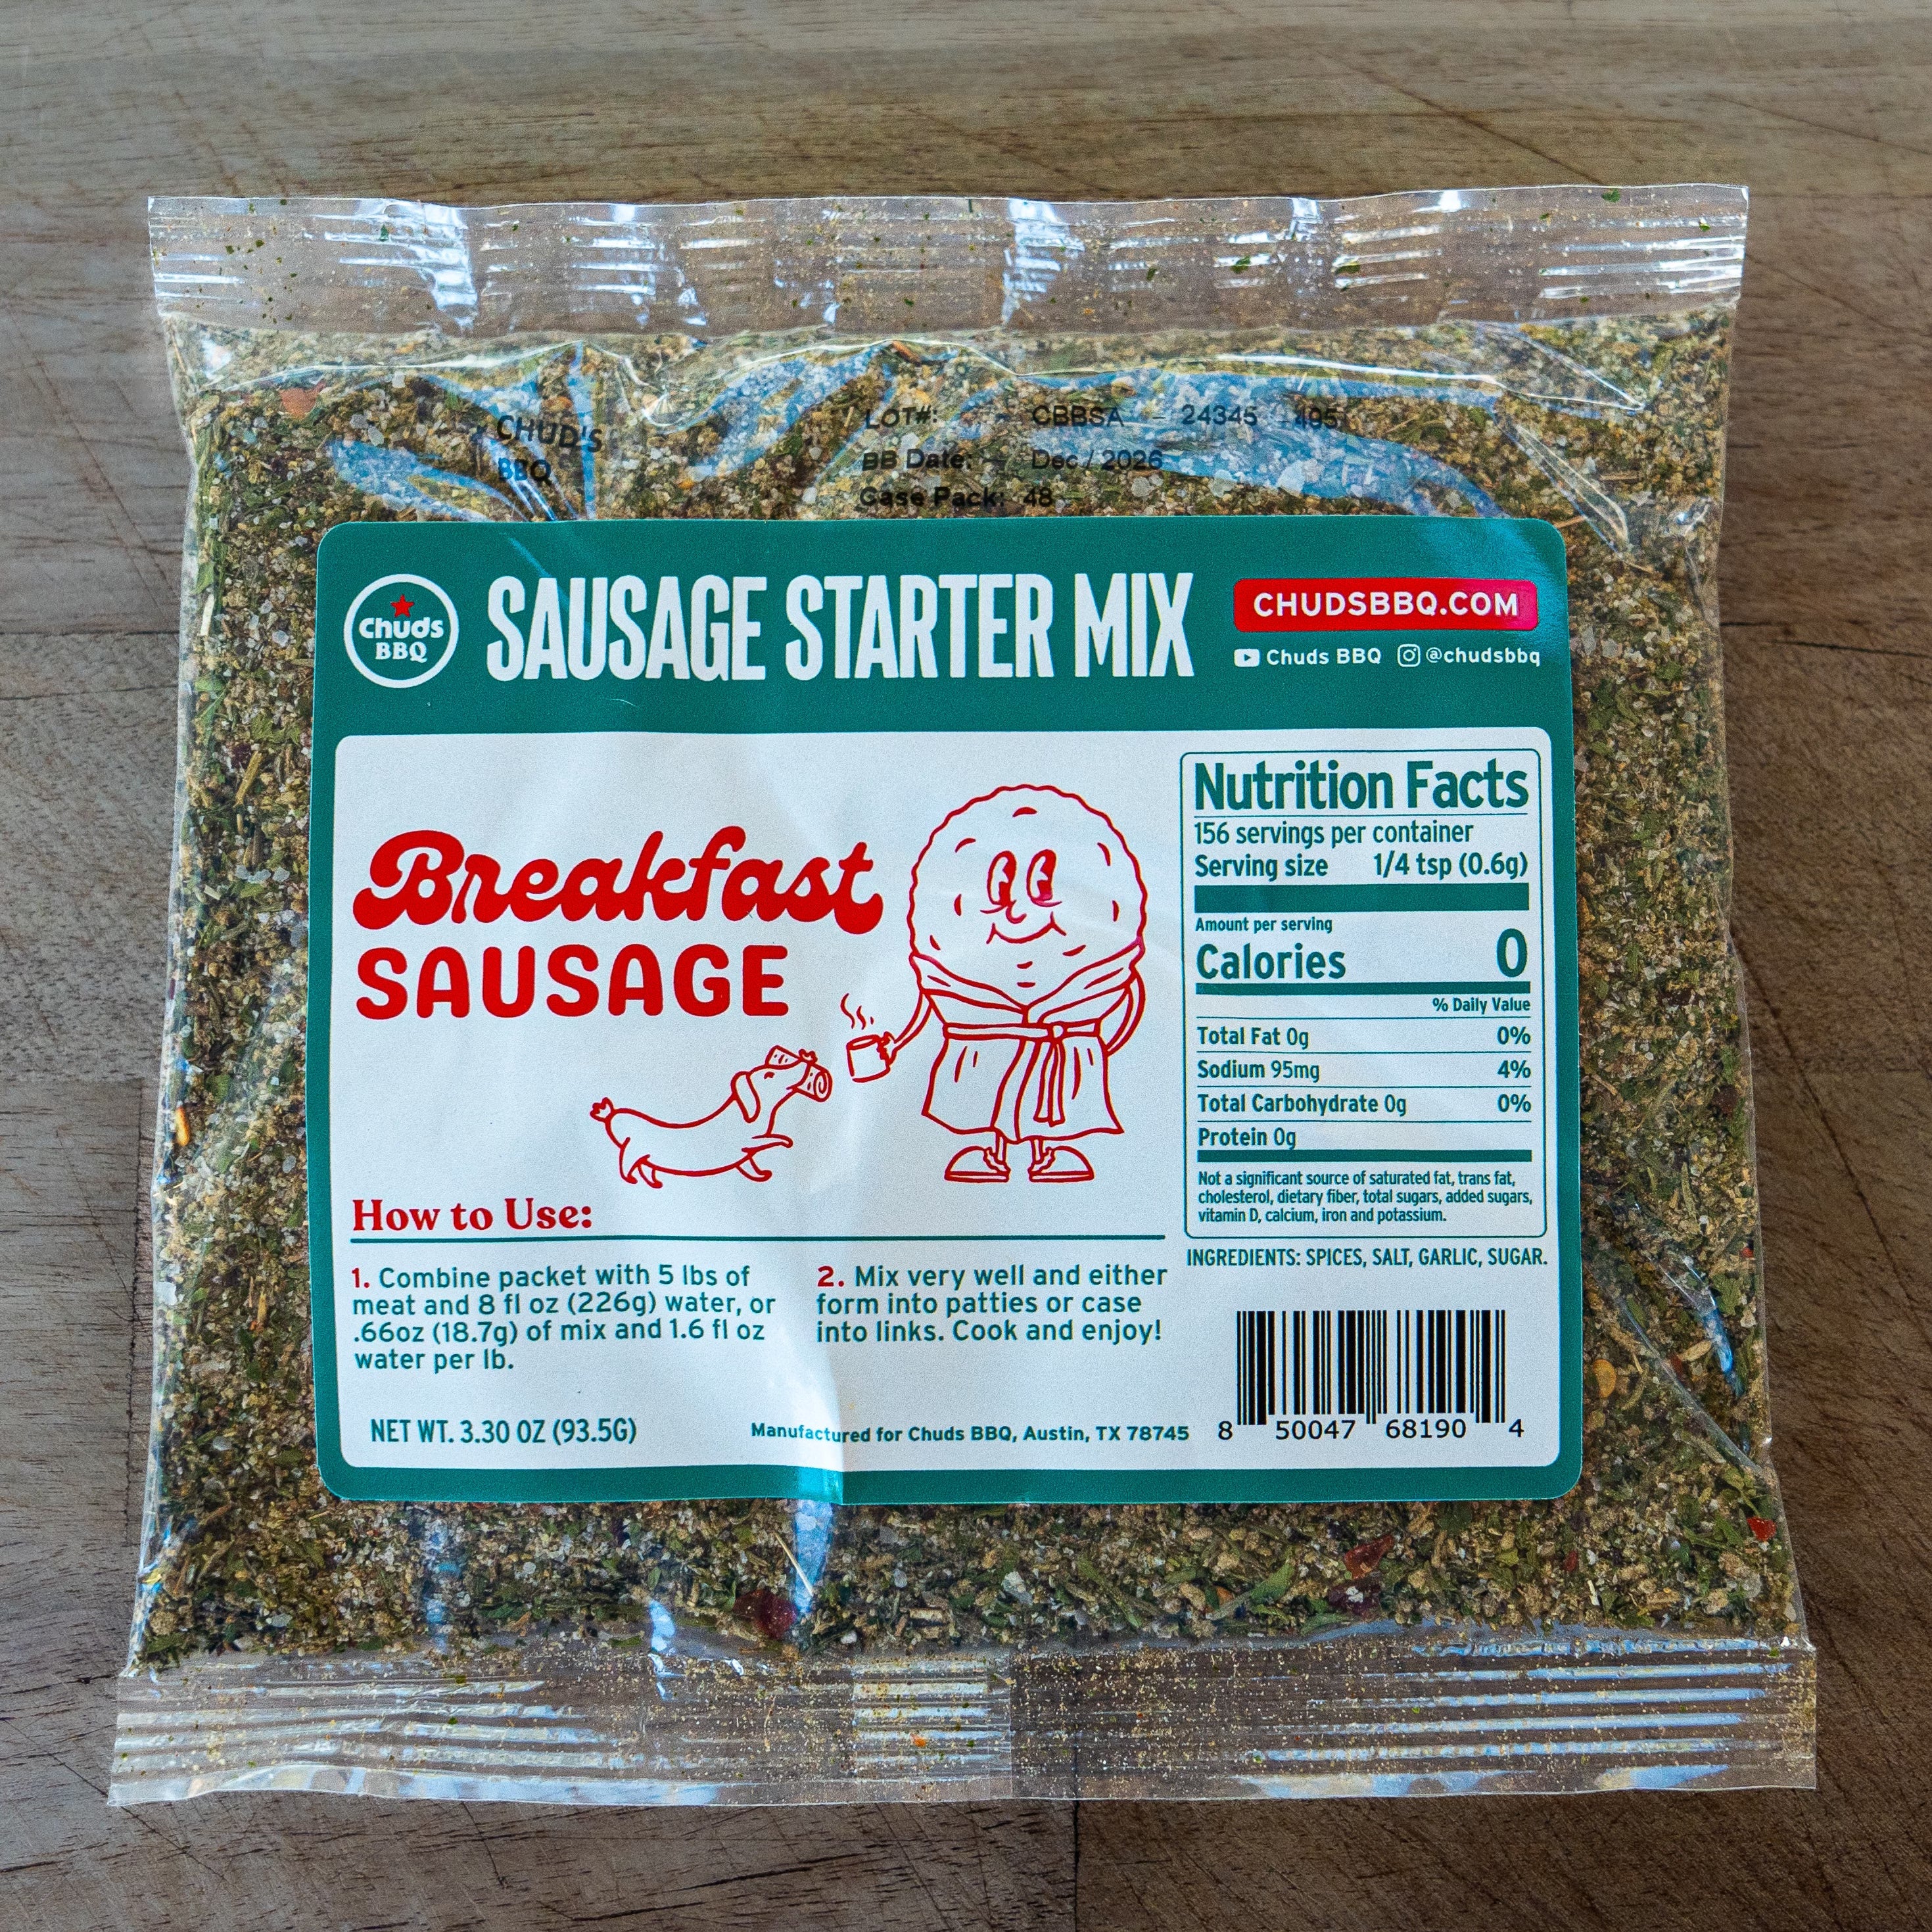 CHUD'S
BBQ
LOT#: CBBSA - 24345 -195
BB Date: Dec / 2026
Case Pack: 48
Chuds
BBQ
SAUSAGE STARTER MIX
CHUDSBBQ.COM
Chuds BBQ @chudsbbq
Breakfast
SAUSAGE
How to Use:
1. Combine packet with 5 lbs of
meat and 8 fl oz (226g) water, or
.66oz (18.7g) of mix and 1.6 fl oz
water per lb.
2. Mix very well and either
form into patties or case
into links. Cook and enjoy!
NET WT. 3.30 OZ (93.5G)
Manufactured for Chuds BBQ, Austin, TX 78745
Nutrition Facts
156 servings per container
Serving size 1/4 tsp (0.6g)
Amount per serving
Calories 0
% Daily Value
Total Fat 0g 0%
Sodium 95mg 4%
Total Carbohydrate 0g 0%
Protein 0g
Not a significant source of saturated fat, trans fat,
cholesterol, dietary fiber, total sugars, added sugars,
vitamin D, calcium, iron and potassium.
INGREDIENTS: SPICES, SALT, GARLIC, SUGAR.
8 50047 68190 4